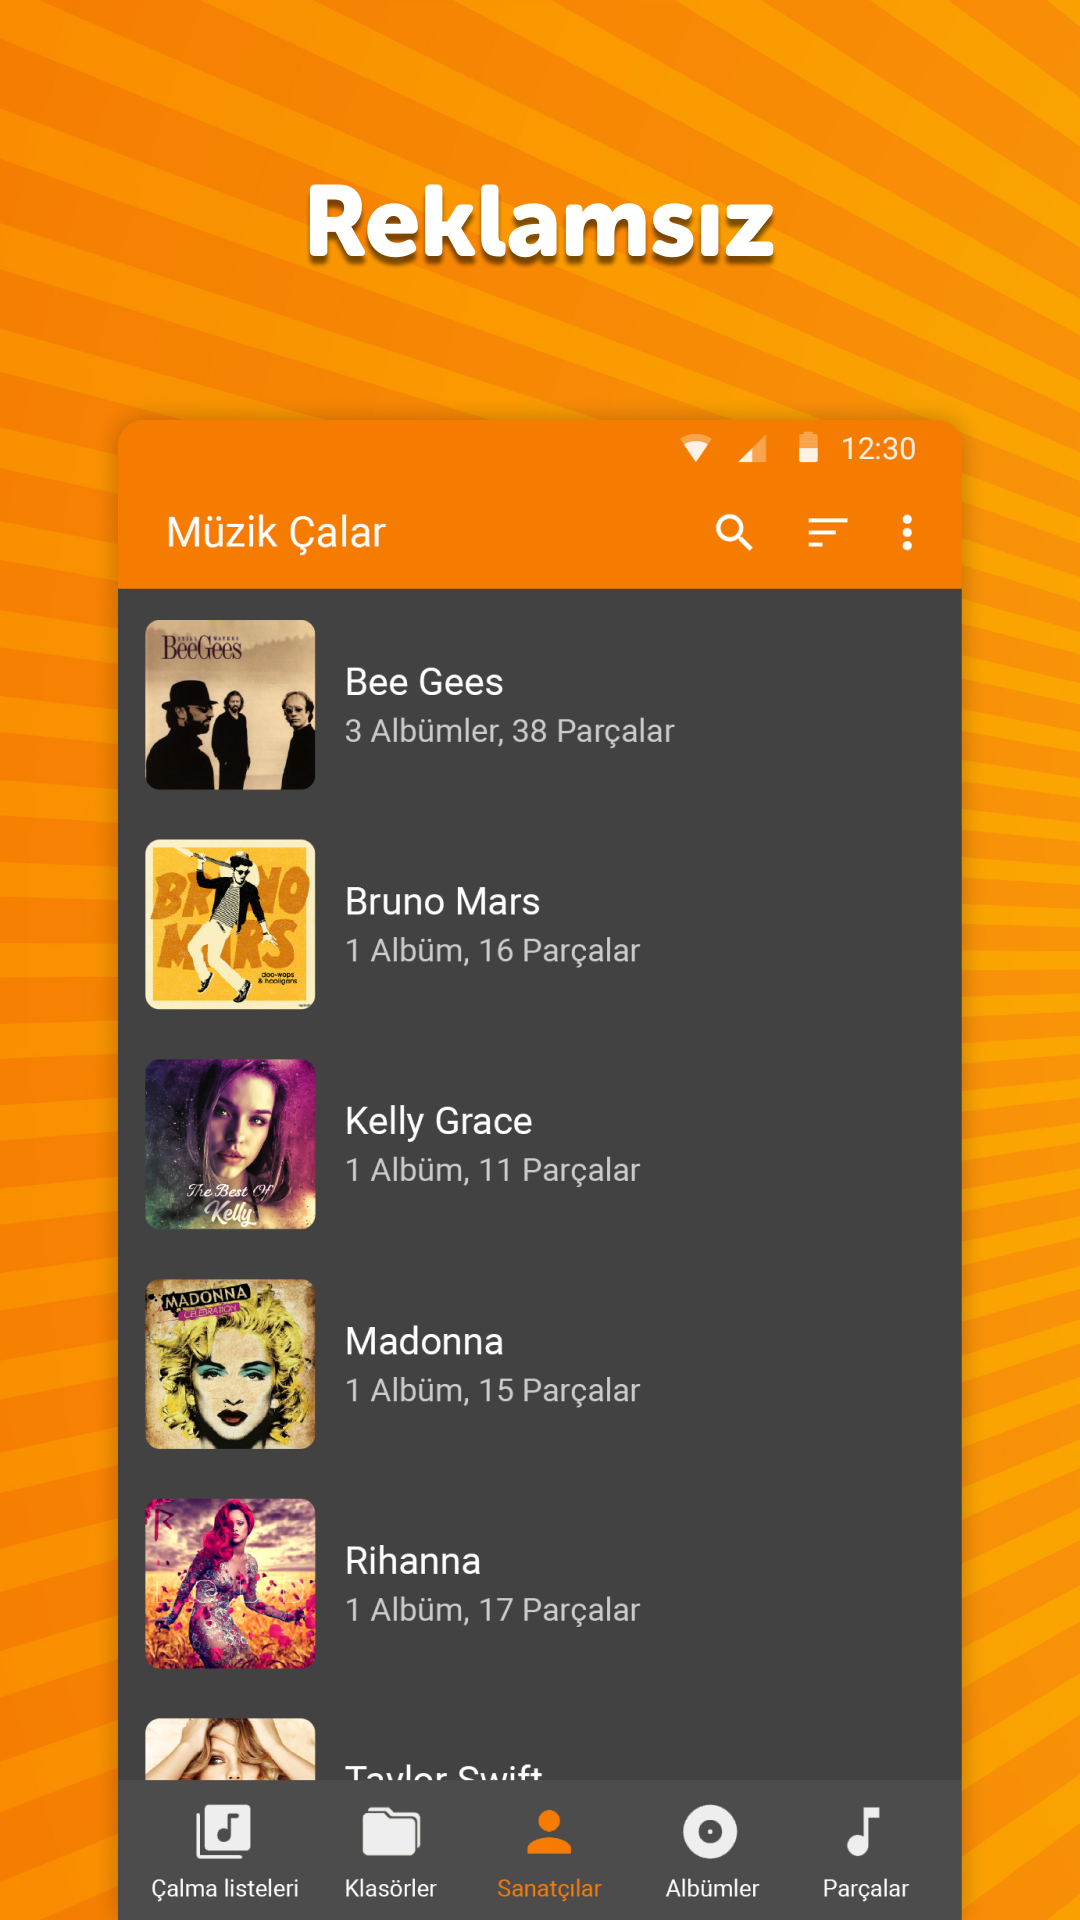 Reklamsız
12:30
Müzik Çalar
BeeGees
Bee Gees
3 Albümler, 38 Parçalar
BRUNO
MARS
doo-wops
& hooligans
Bruno Mars
1 Albüm, 16 Parçalar
The Best Of
Kelly
Kelly Grace
1 Albüm, 11 Parçalar
MADONNA
CELEBRATION
Madonna
1 Albüm, 15 Parçalar
R
Rihanna
1 Albüm, 17 Parçalar
Taylor Swift
Çalma listeleri
Klasörler
Sanatçılar
Albümler
Parçalar